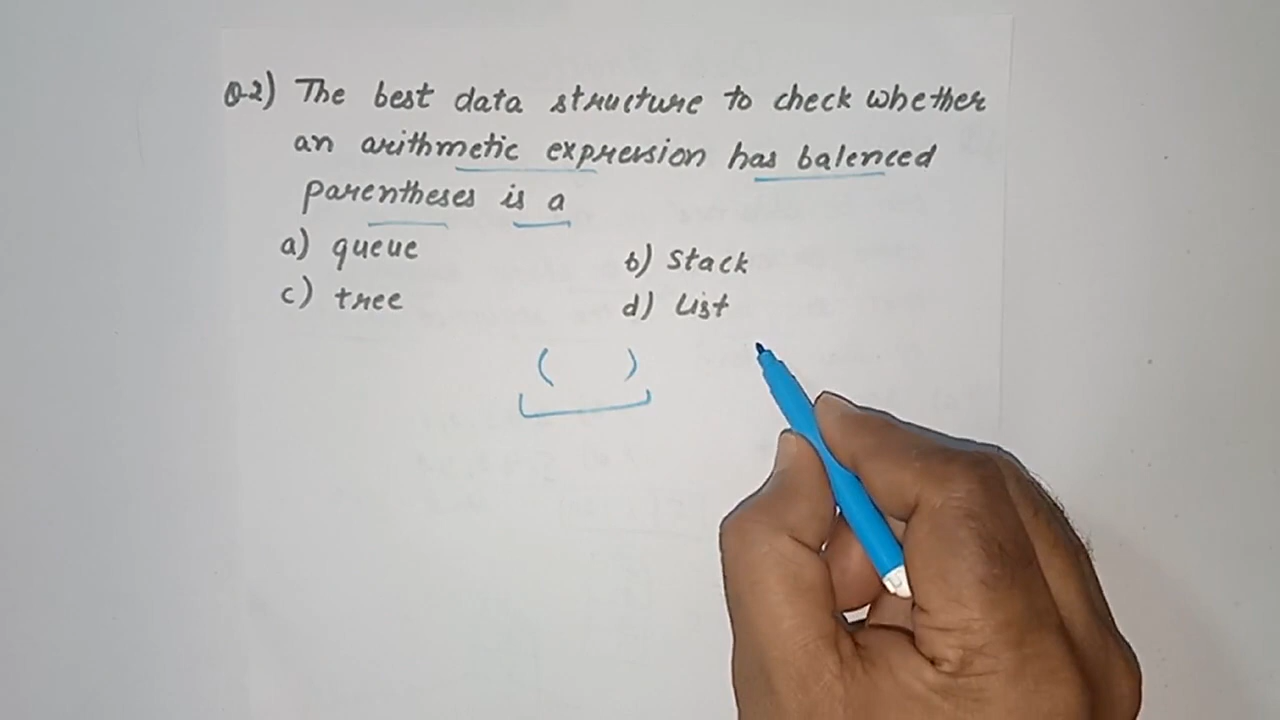 Q-2) The best data structure to check whether
an arithmetic expression has balenced
parentheses is a
a) queue b) Stack
c) tree d) List
( )